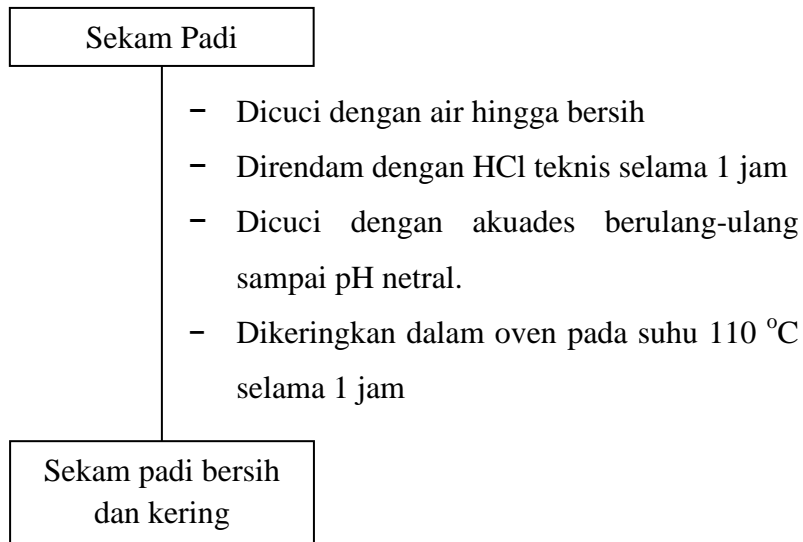 Sekam Padi
− Dicuci dengan air hingga bersih
− Direndam dengan HCl teknis selama 1 jam
− Dicuci dengan akuades berulang-ulang
sampai pH netral.
− Dikeringkan dalam oven pada suhu 110 °C
selama 1 jam
Sekam padi bersih
dan kering